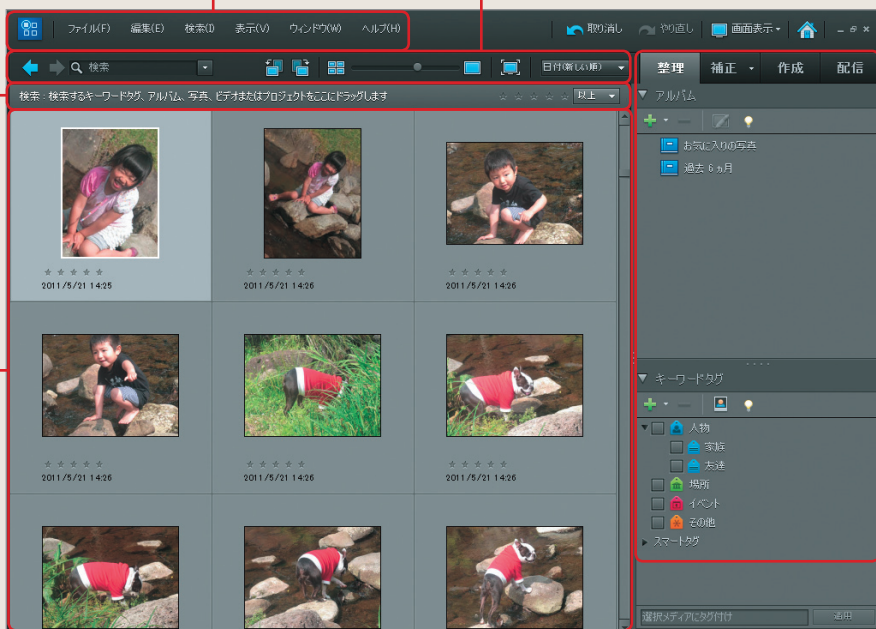 ファイル(F) 編集(E) 検索(I) 表示(V) ウィンドウ(W) ヘルプ(H) 取り消し やり直し 画面表示
検索 日付(新しい順) 整理 補正 作成 配信
検索 : 検索するキーワードタグ、アルバム、写真、ビデオまたはプロジェクトをここにドラッグします 以上
アルバム
お気に入りの写真
過去 6 ヵ月
2011/5/21 14:25 2011/5/21 14:26 2011/5/21 14:26
キーワードタグ
人物
家族
友達
場所
イベント
その他
スマートタグ
2011/5/21 14:26 2011/5/21 14:26 2011/5/21 14:26
選択メディアにタグ付け 適用